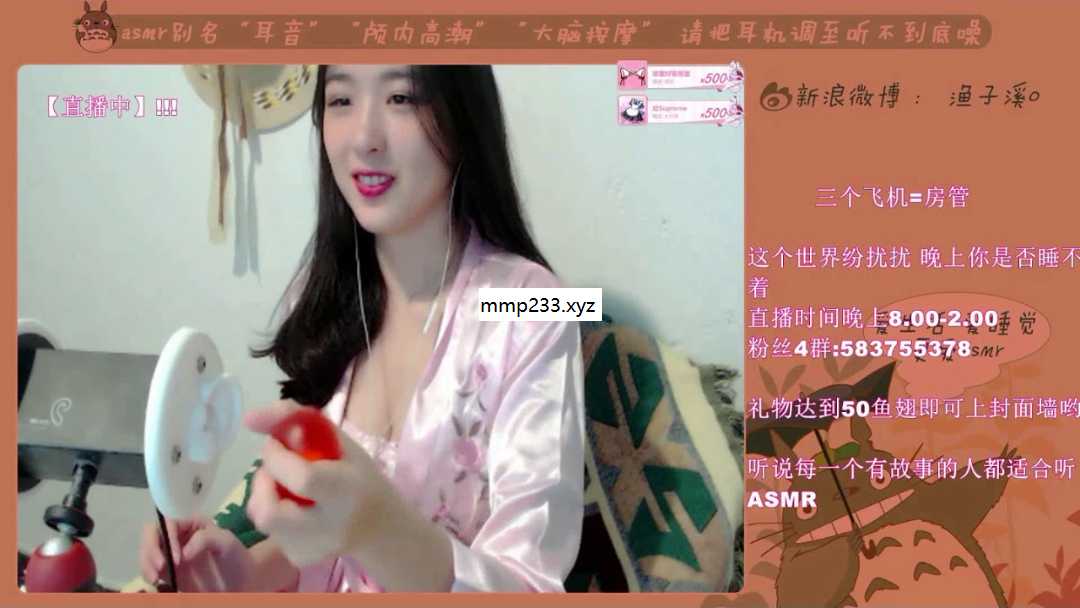 asmr别名“耳音”“颅内高潮”“大脑按摩” 请把耳机调至听不到底噪
【直播中】!!!
x500
Supreme
x500
新浪微博： 渔子溪o
三个飞机=房管
这个世界纷扰扰 晚上你是否睡不
着
直播时间晚上8:00-2:00
粉丝4群:583755378
礼物达到50鱼翅即可上封面墙哟
听说每一个有故事的人都适合听
ASMR
mmp233.xyz